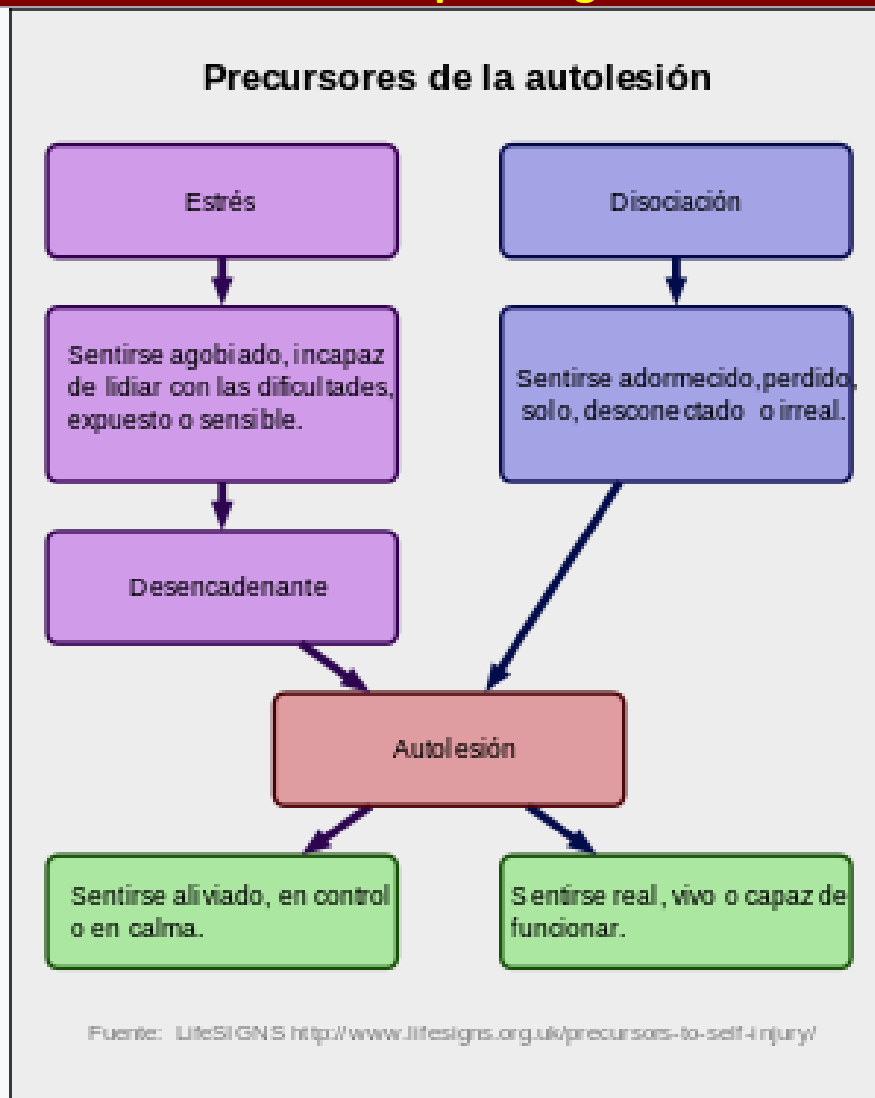 Precursores de la autolesión
Estrés
Disociación
Sentirse agobiado, incapaz
de lidiar con las dificultades,
expuesto o sensible.
Sentirse adormecido, perdido,
solo, desconectado o irreal.
Desencadenante
Autolesión
Sentirse aliviado, en control
o en calma.
Sentirse real, vivo o capaz de
funcionar.
Fuente: LifeSIGNS http://www.lifesigns.org.uk/precursors-to-self-injury/